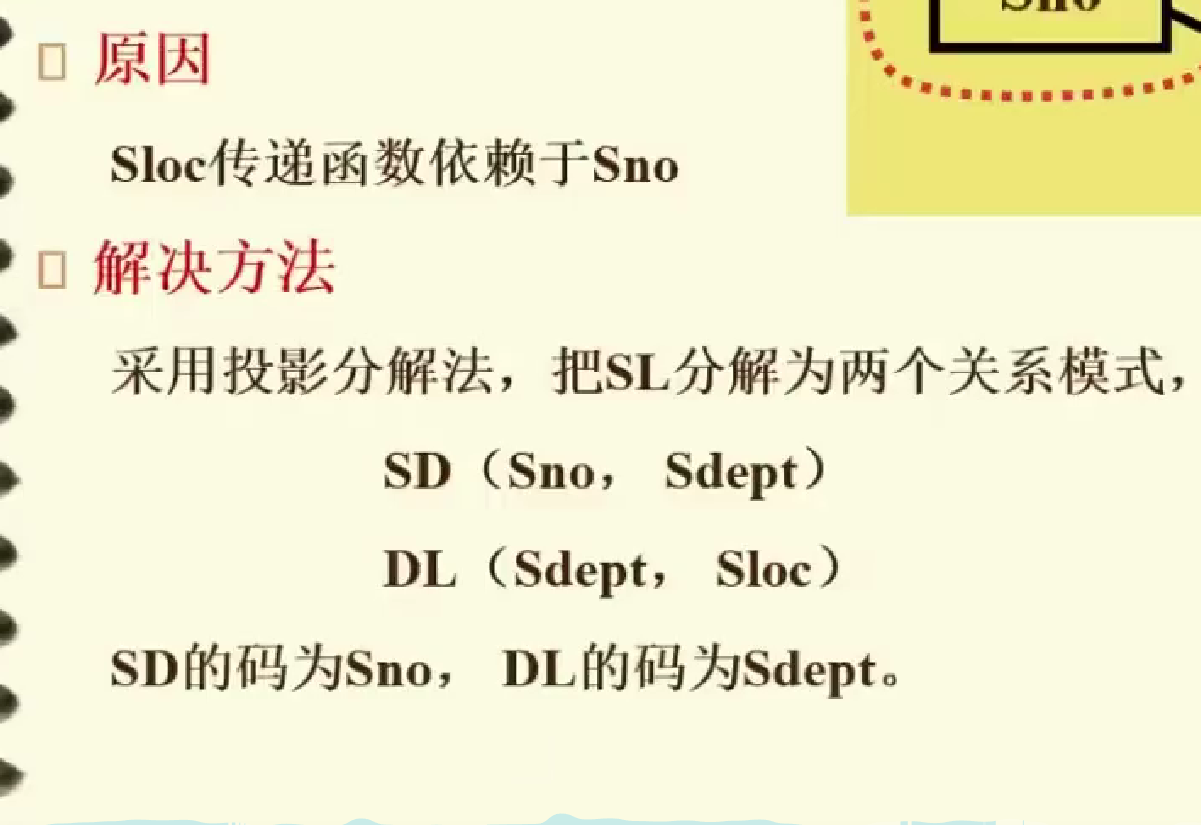 Sno
原因
Sloc传递函数依赖于Sno
解决方法
采用投影分解法，把SL分解为两个关系模式，
SD（Sno， Sdept）
DL（Sdept， Sloc）
SD的码为Sno， DL的码为Sdept。